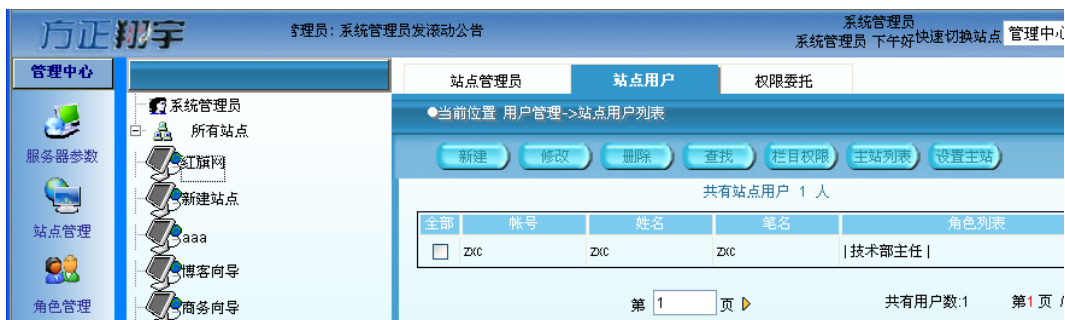 方正翔宇
管理员:系统管理员发滚动公告
系统管理员
系统管理员 下午好快速切换站点 管理中心
管理中心
站点管理员 站点用户 权限委托
系统管理员
所有站点
红旗网
新建站点
aaa
博客向导
商务向导
服务器参数
站点管理
角色管理
●当前位置 用户管理->站点用户列表
新建 修改 删除 查找 栏目权限 主站列表 设置主站
共有站点用户 1 人
全部 帐号 姓名 笔名 角色列表
zxc zxc zxc |技术部主任|
第 1 页 共有用户数:1 第1 页 /